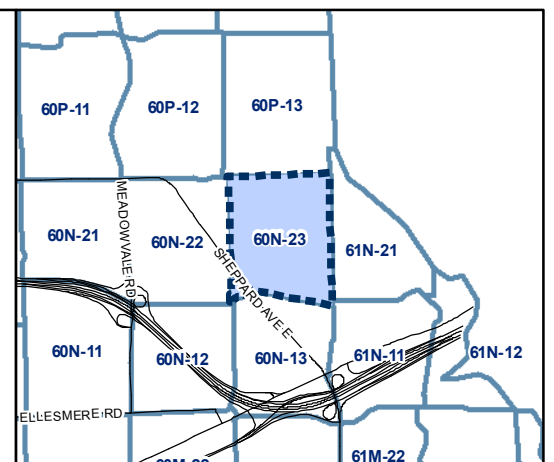 60P-11
60P-12
60P-13
MEADOWVALE RD
60N-21
60N-22
60N-23
61N-21
SHEPPARD AVE E
60N-11
60N-12
60N-13
61N-11
61N-12
ELLESMERE RD
61M-22